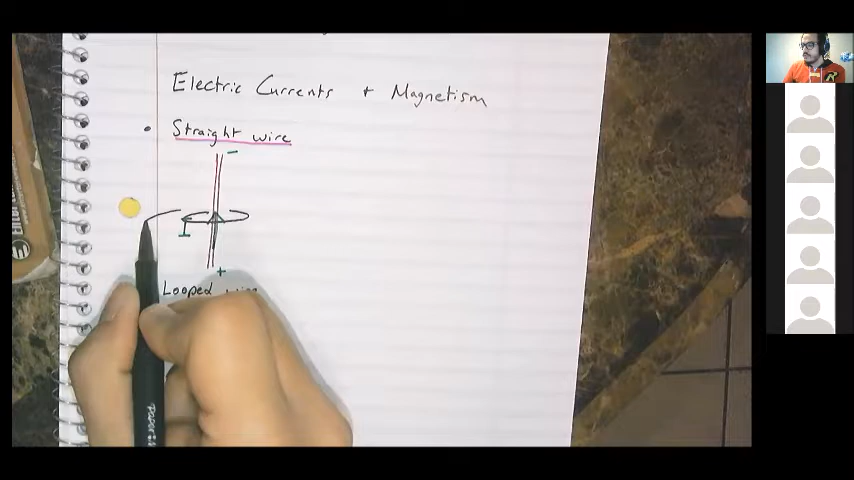 Electric Currents + Magnetism
• Straight wire
-
I
+
Looped